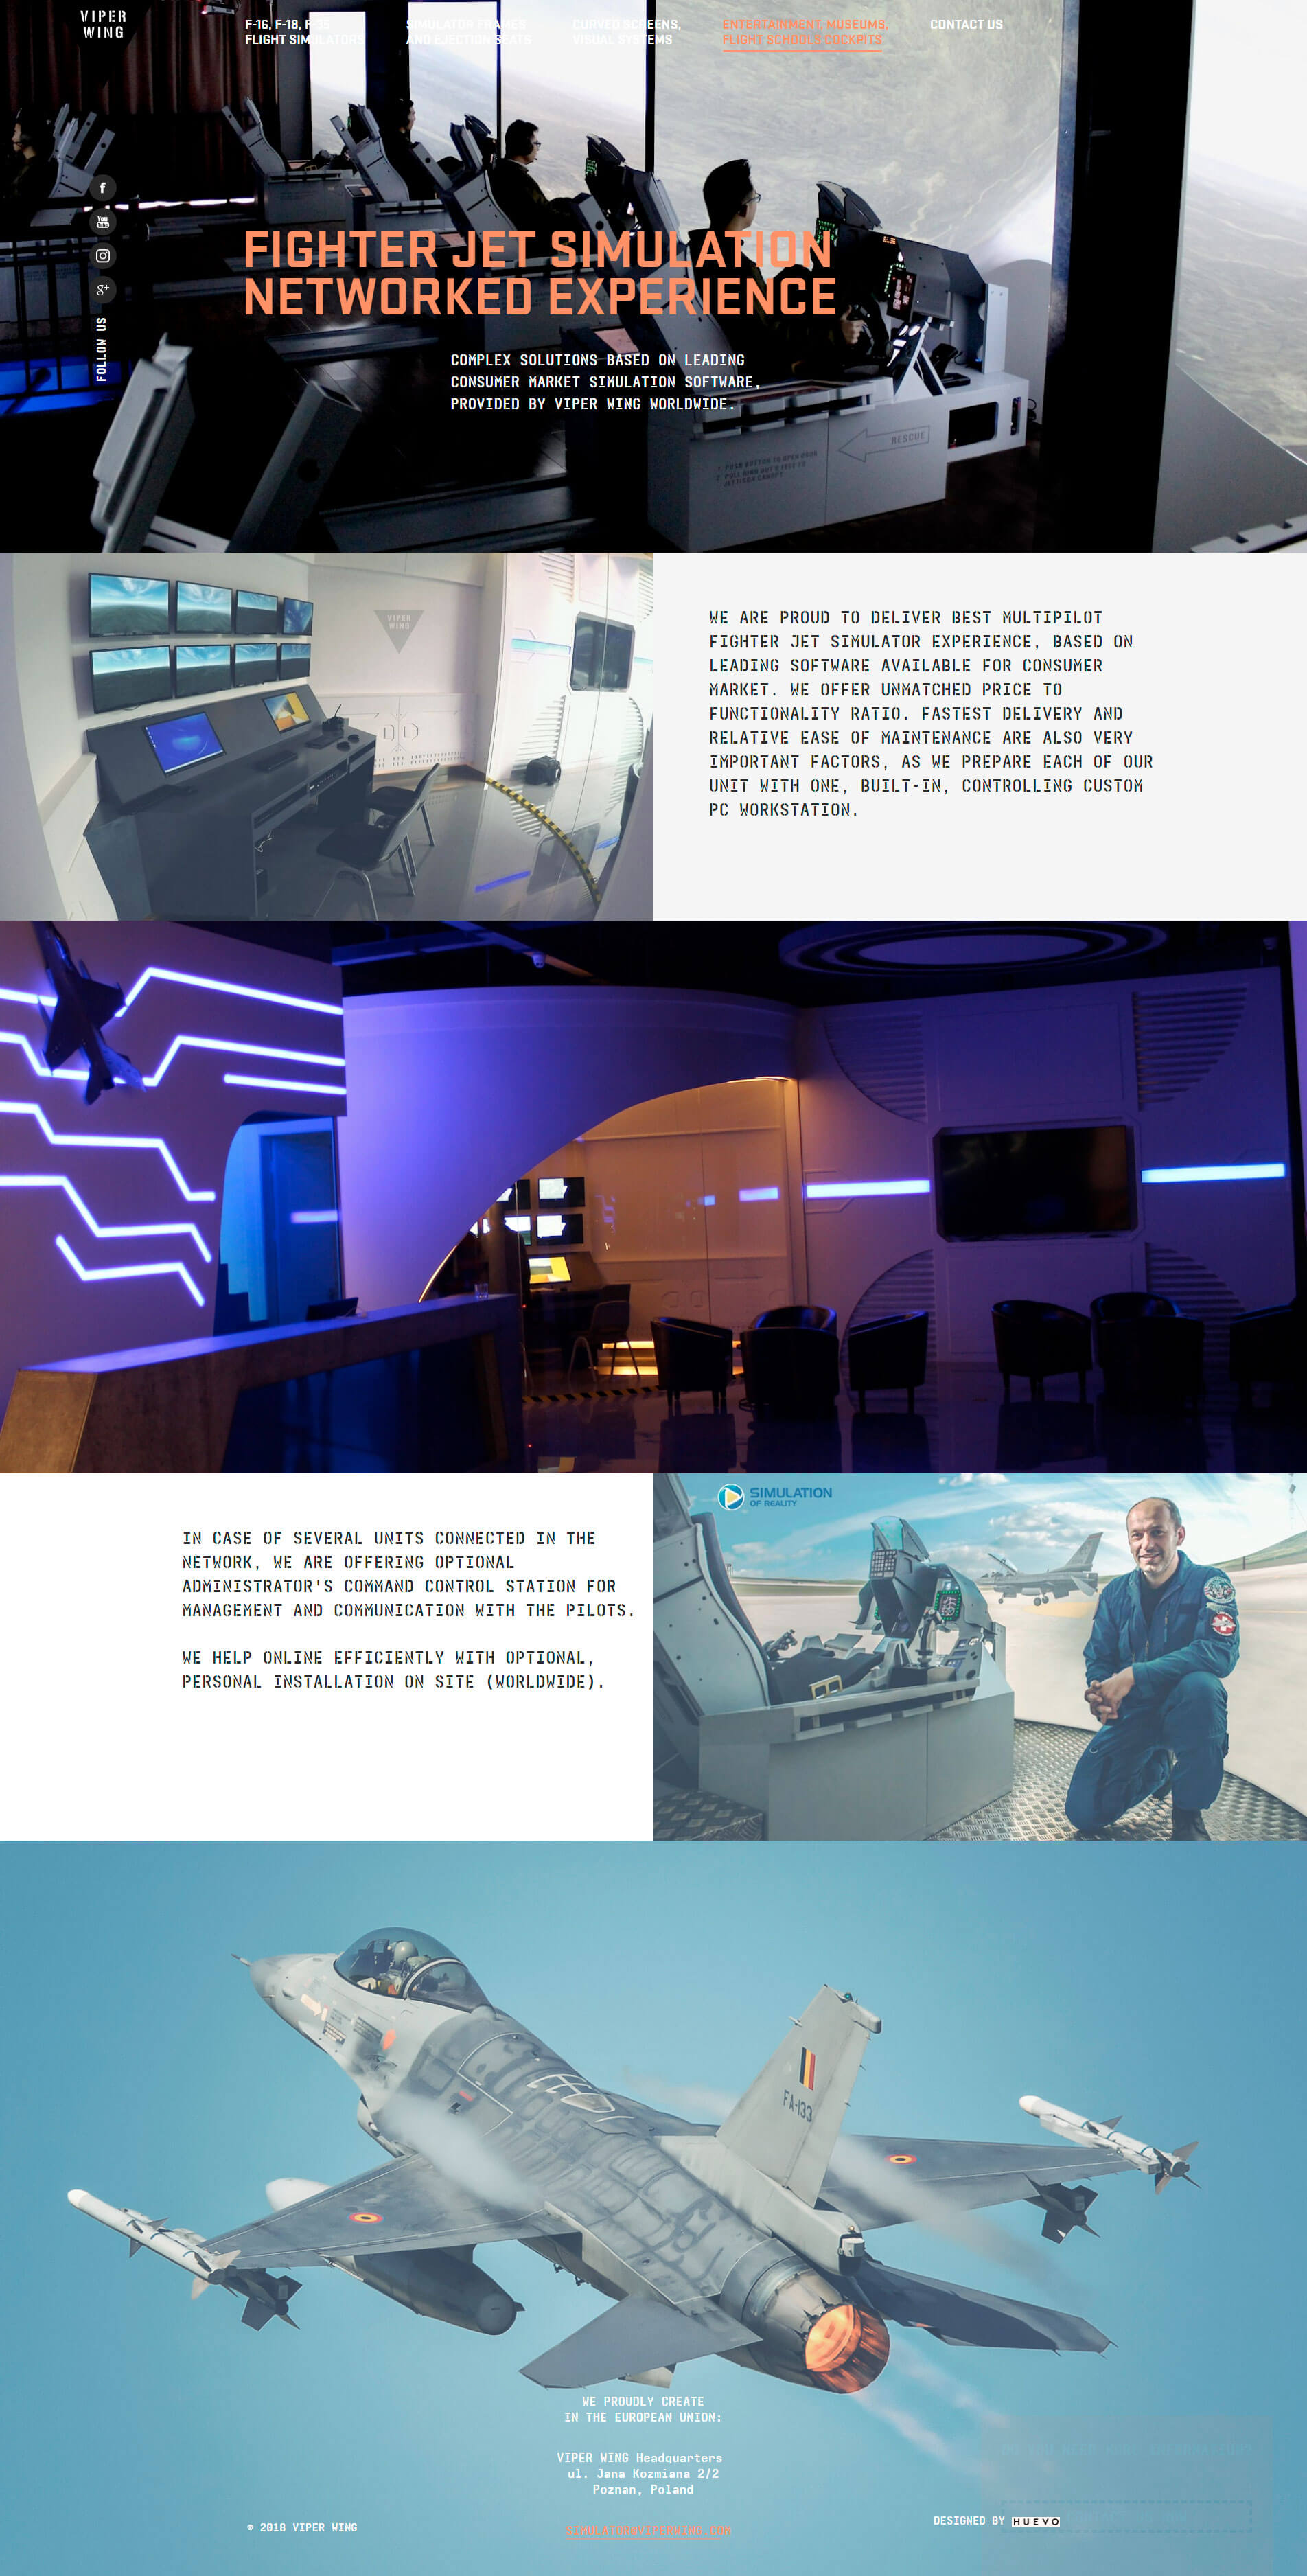 VIPER
WING
F-16, F-18, F-35
FLIGHT SIMULATORS
SIMULATOR FRAMES
AND EJECTION SEATS
CURVED SCREENS,
VISUAL SYSTEMS
ENTERTAINMENT, MUSEUMS,
FLIGHT SCHOOLS COCKPITS
CONTACT US
FOLLOW US
FIGHTER JET SIMULATION
NETWORKED EXPERIENCE
COMPLEX SOLUTIONS BASED ON LEADING
CONSUMER MARKET SIMULATION SOFTWARE,
PROVIDED BY VIPER WING WORLDWIDE.
RESCUE
VIPER
WING
WE ARE PROUD TO DELIVER BEST MULTIPILOT
FIGHTER JET SIMULATOR EXPERIENCE, BASED ON
LEADING SOFTWARE AVAILABLE FOR CONSUMER
MARKET. WE OFFER UNMATCHED PRICE TO
FUNCTIONALITY RATIO. FASTEST DELIVERY AND
RELATIVE EASE OF MAINTENANCE ARE ALSO VERY
IMPORTANT FACTORS, AS WE PREPARE EACH OF OUR
UNIT WITH ONE, BUILT-IN, CONTROLLING CUSTOM
PC WORKSTATION.
SIMULATION
OF REALITY
IN CASE OF SEVERAL UNITS CONNECTED IN THE
NETWORK, WE ARE OFFERING OPTIONAL
ADMINISTRATOR'S COMMAND CONTROL STATION FOR
MANAGEMENT AND COMMUNICATION WITH THE PILOTS.
WE HELP ONLINE EFFICIENTLY WITH OPTIONAL,
PERSONAL INSTALLATION ON SITE (WORLDWIDE).
FA-133
WE PROUDLY CREATE
IN THE EUROPEAN UNION:
VIPER WING Headquarters
ul. Jana Kozmiana 2/2
Poznan, Poland
© 2018 VIPER WING
SIMULATOR@VIPERWING.COM
DESIGNED BY HUEVO